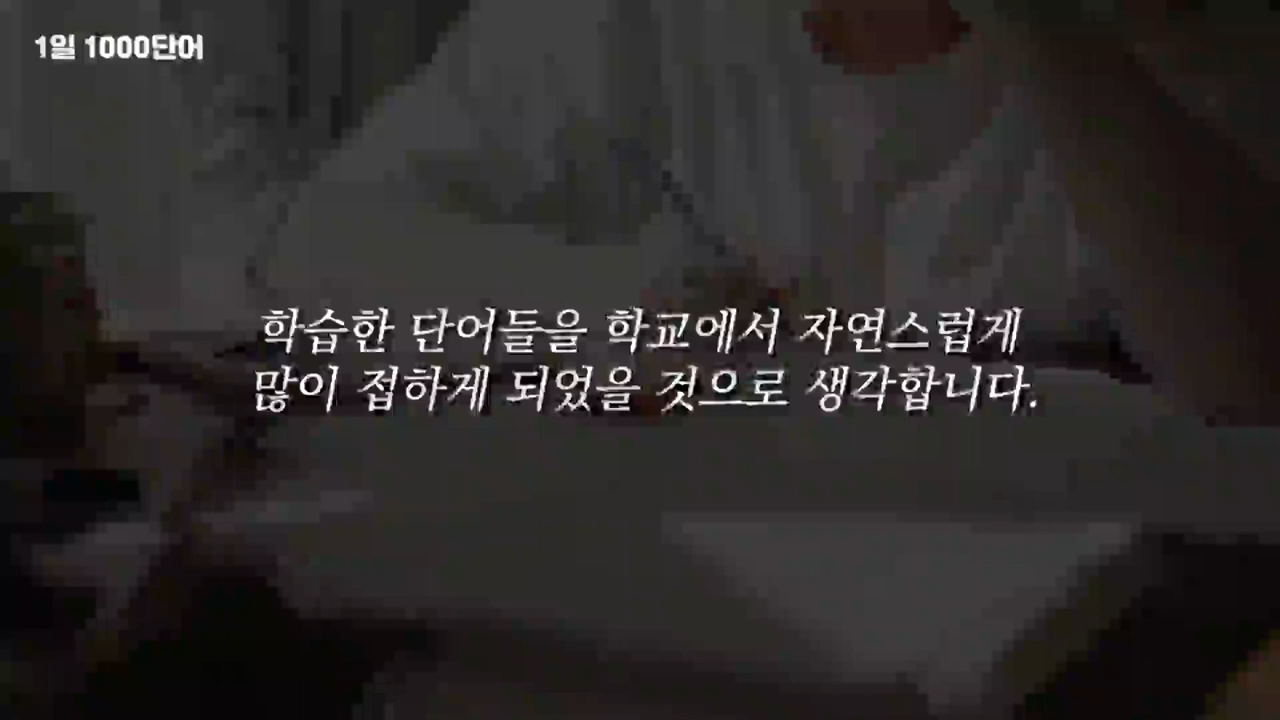 1일 1000단어
학습한 단어들을 학교에서 자연스럽게
많이 접하게 되었을 것으로 생각합니다.